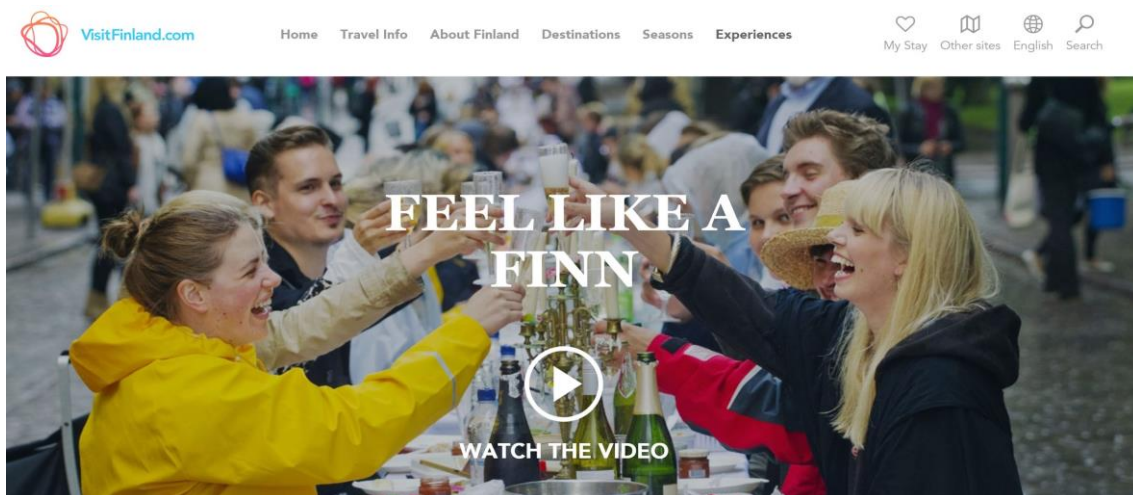 VisitFinland.com
Home Travel Info About Finland Destinations Seasons Experiences
My Stay Other sites English Search
FEEL LIKE A
FINN
WATCH THE VIDEO